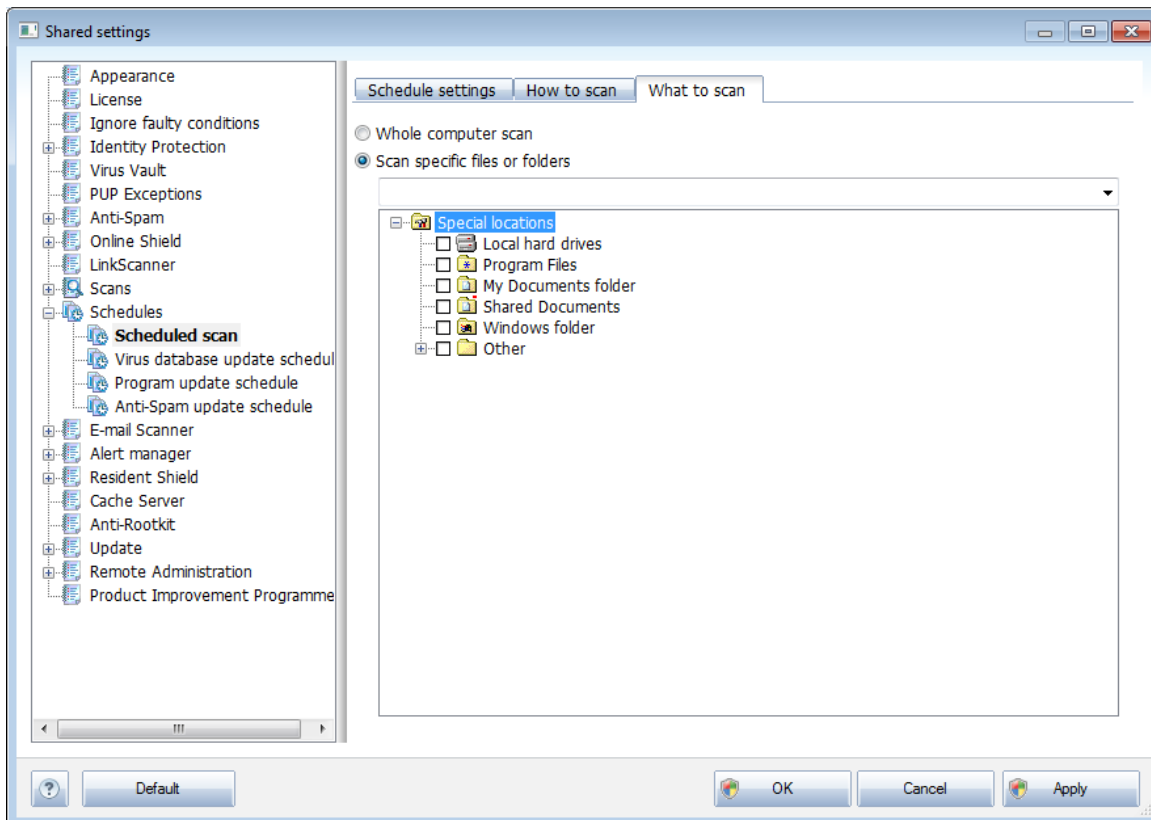 Shared settings
Appearance
License
Ignore faulty conditions
Identity Protection
Virus Vault
PUP Exceptions
Anti-Spam
Online Shield
LinkScanner
Scans
Schedules
Scheduled scan
Virus database update schedul
Program update schedule
Anti-Spam update schedule
E-mail Scanner
Alert manager
Resident Shield
Cache Server
Anti-Rootkit
Update
Remote Administration
Product Improvement Programme
Schedule settings How to scan What to scan
Whole computer scan
Scan specific files or folders
Special locations
Local hard drives
Program Files
My Documents folder
Shared Documents
Windows folder
Other
? Default OK Cancel Apply